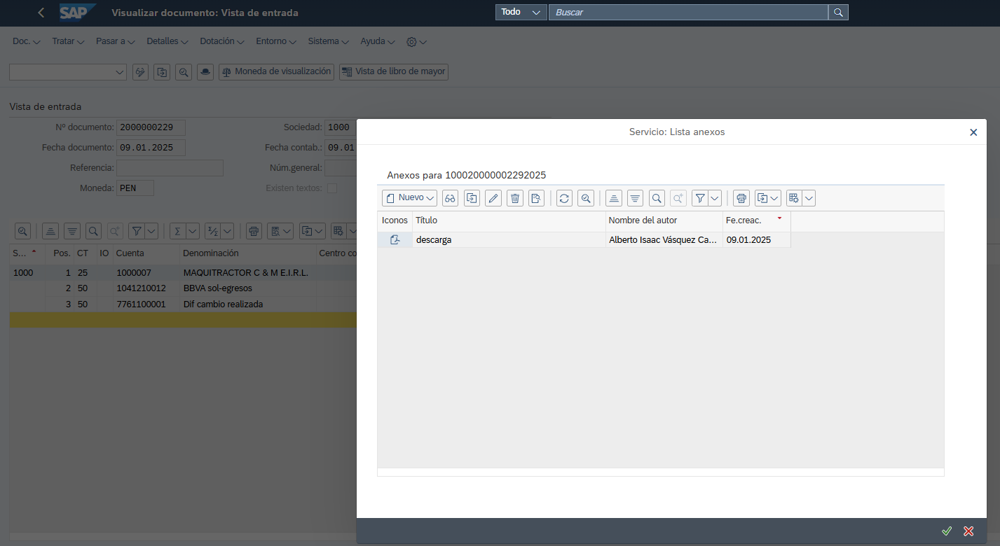 SAP Visualizar documento: Vista de entrada Todo Buscar
Doc. Tratar Pasar a Detalles Dotación Entorno Sistema Ayuda
Moneda de visualización Vista de libro de mayor
Vista de entrada
Nº documento: 2000000229 Sociedad: 1000
Fecha documento: 09.01.2025 Fecha contab.: 09.01
Referencia: Núm.general:
Moneda: PEN Existen textos:
S... Pos. CT IO Cuenta Denominación Centro co
1000 1 25 1000007 MAQUITRACTOR C & M E.I.R.L.
2 50 1041210012 BBVA sol-egresos
3 50 7761100001 Dif cambio realizada
Servicio: Lista anexos
Anexos para 100020000002292025
Nuevo
Iconos Título Nombre del autor Fe.creac.
descarga Alberto Isaac Vásquez Ca... 09.01.2025